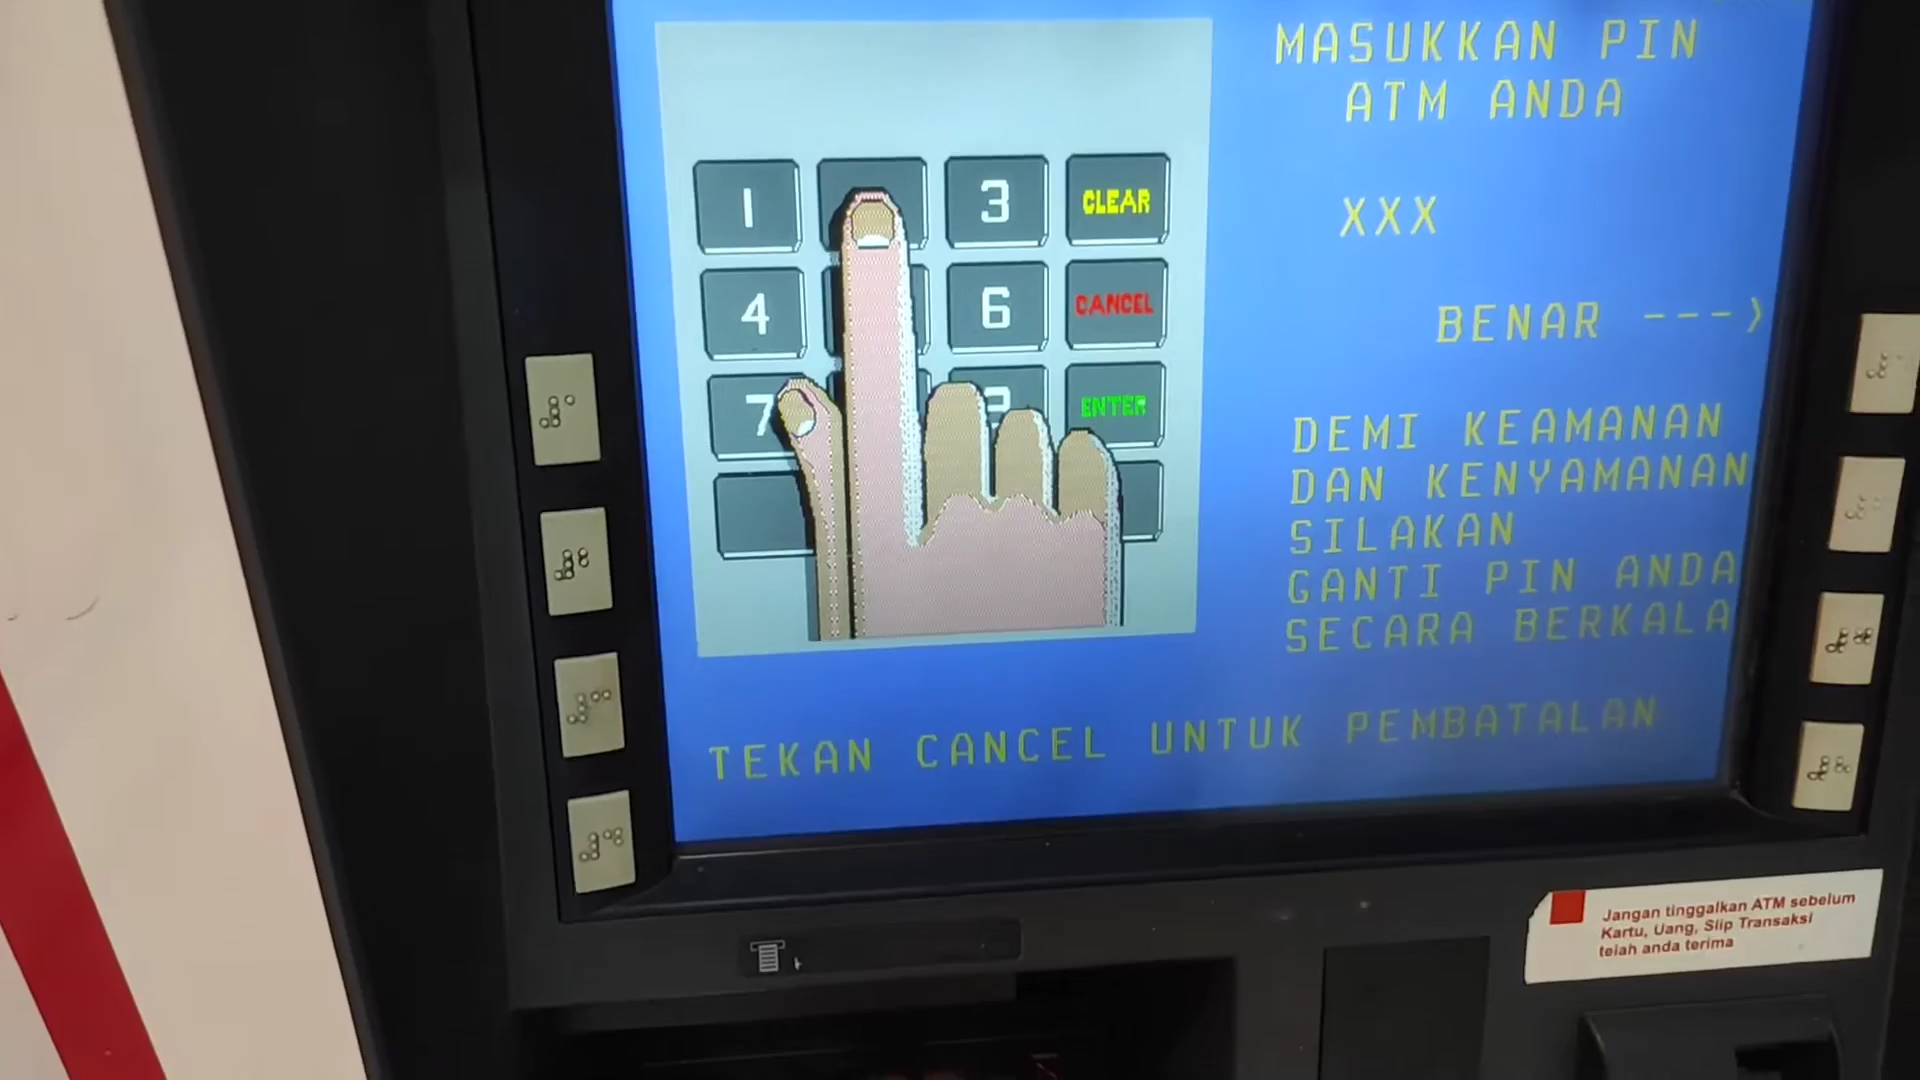 MASUKKAN PIN
ATM ANDA
XXX
BENAR --->
DEMI KEAMANAN
DAN KENYAMANAN
SILAKAN
GANTI PIN ANDA
SECARA BERKALA
1 3 CLEAR
4 6 CANCEL
7 ENTER
TEKAN CANCEL UNTUK PEMBATALAN
Jangan tinggalkan ATM sebelum
Kartu, Uang, Slip Transaksi
telah anda terima